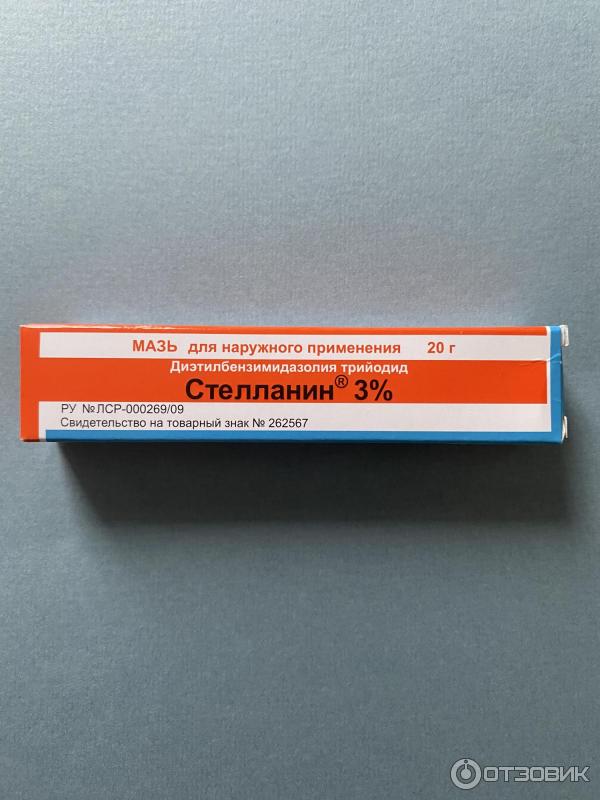 МАЗЬ для наружного применения 20 г
Диэтилбензимидазолия трийодид
Стелланин® 3%
РУ №ЛСР-000269/09
Свидетельство на товарный знак № 262567
ОТЗОВИК